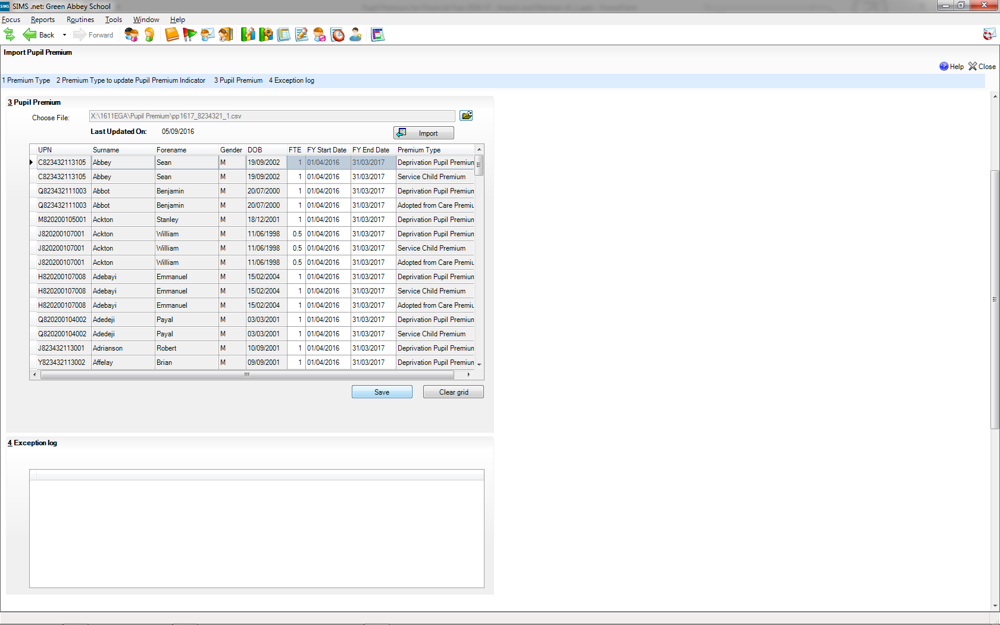 SIMS SIMS .net: Green Abbey School
Focus Reports Routines Tools Window Help
Back Forward
Import Pupil Premium
Help Close
1 Premium Type 2 Premium Type to update Pupil Premium Indicator 3 Pupil Premium 4 Exception log
3 Pupil Premium
Choose File: X:\1611EGA\Pupil Premium\pp1617_8234321_1.csv
Last Updated On: 05/09/2016
Import
UPN Surname Forename Gender DOB FTE FY Start Date FY End Date Premium Type
C823432113105 Abbey Sean M 19/09/2002 1 01/04/2016 31/03/2017 Deprivation Pupil Premium
C823432113105 Abbey Sean M 19/09/2002 1 01/04/2016 31/03/2017 Service Child Premium
Q823432111003 Abbot Benjamin M 20/07/2000 1 01/04/2016 31/03/2017 Deprivation Pupil Premium
Q823432111003 Abbot Benjamin M 20/07/2000 1 01/04/2016 31/03/2017 Adopted from Care Premiu
M820200105001 Ackton Stanley M 18/12/2001 1 01/04/2016 31/03/2017 Deprivation Pupil Premium
J820200107001 Ackton William M 11/06/1998 0.5 01/04/2016 31/03/2017 Deprivation Pupil Premium
J820200107001 Ackton William M 11/06/1998 0.5 01/04/2016 31/03/2017 Service Child Premium
J820200107001 Ackton William M 11/06/1998 0.5 01/04/2016 31/03/2017 Adopted from Care Premiu
H820200107008 Adebayi Emmanuel M 15/02/2004 1 01/04/2016 31/03/2017 Deprivation Pupil Premium
H820200107008 Adebayi Emmanuel M 15/02/2004 1 01/04/2016 31/03/2017 Service Child Premium
H820200107008 Adebayi Emmanuel M 15/02/2004 1 01/04/2016 31/03/2017 Adopted from Care Premiu
Q820200104002 Adedeji Payal M 03/03/2001 1 01/04/2016 31/03/2017 Deprivation Pupil Premium
Q820200104002 Adedeji Payal M 03/03/2001 1 01/04/2016 31/03/2017 Service Child Premium
J823432113001 Adrianson Robert M 10/09/2001 1 01/04/2016 31/03/2017 Deprivation Pupil Premium
Y823432113002 Affelay Brian M 09/09/2001 1 01/04/2016 31/03/2017 Deprivation Pupil Premium
Save Clear grid
4 Exception log